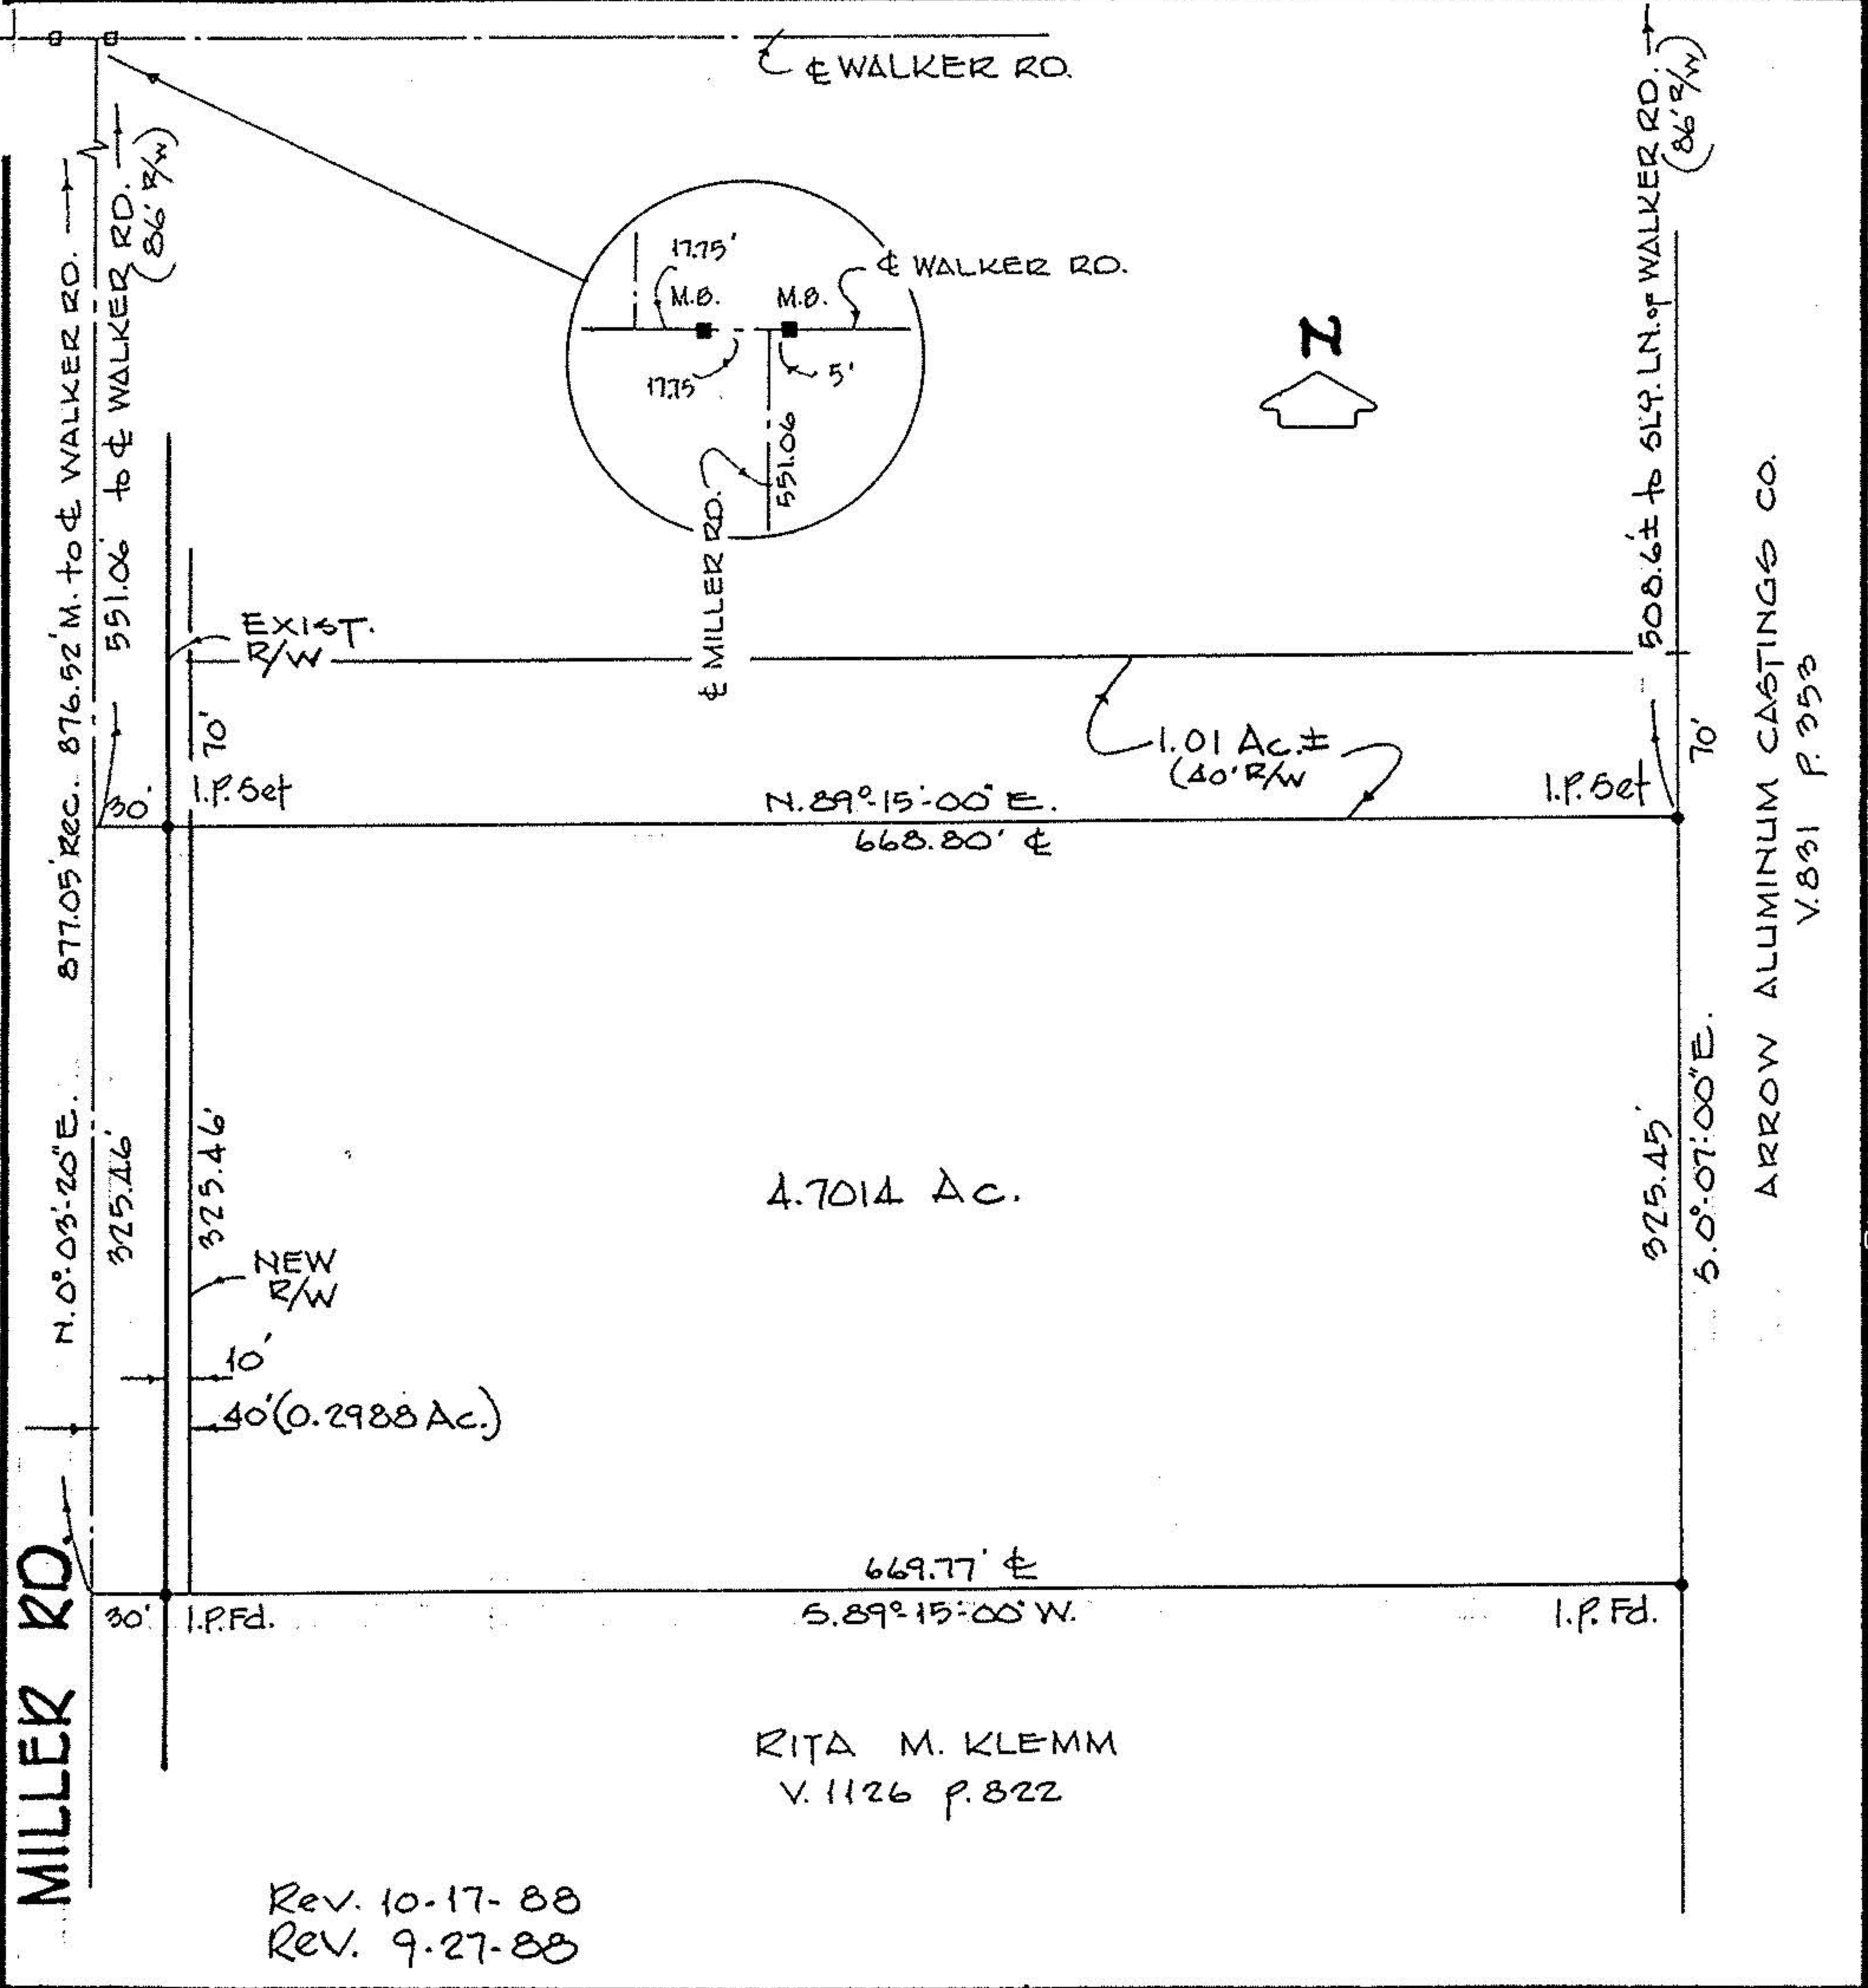 ℄ WALKER RD.
877.05' REC. 876.52' M. to ℄ WALKER RD.
551.06' to ℄ WALKER RD.
(86' R/W)
508.6'± to SLY. LN. of WALKER RD.
(86' R/W)
17.75'
M.B.
M.B.
℄ WALKER RD.
17.75
5'
551.06
℄ MILLER RD.
N
EXIST.
R/W
70'
30'
I.P. Set
1.01 Ac.±
(40' R/W
N.89°-15'-00" E.
668.80' ℄
I.P. Set
70'
ARROW ALUMINUM CASTINGS CO.
V.831 P.353
N.0°-03'-20"E.
325.46'
325.46'
4.7014 Ac.
325.45'
S.0°-07'-00"E.
NEW
R/W
10'
40'(0.2988 Ac.)
MILLER RD.
669.77' ℄
S.89°-15'-00" W.
30'
I.P.Fd.
I.P. Fd.
RITA M. KLEMM
V. 1126 P. 822
Rev. 10-17-88
Rev. 9-27-88